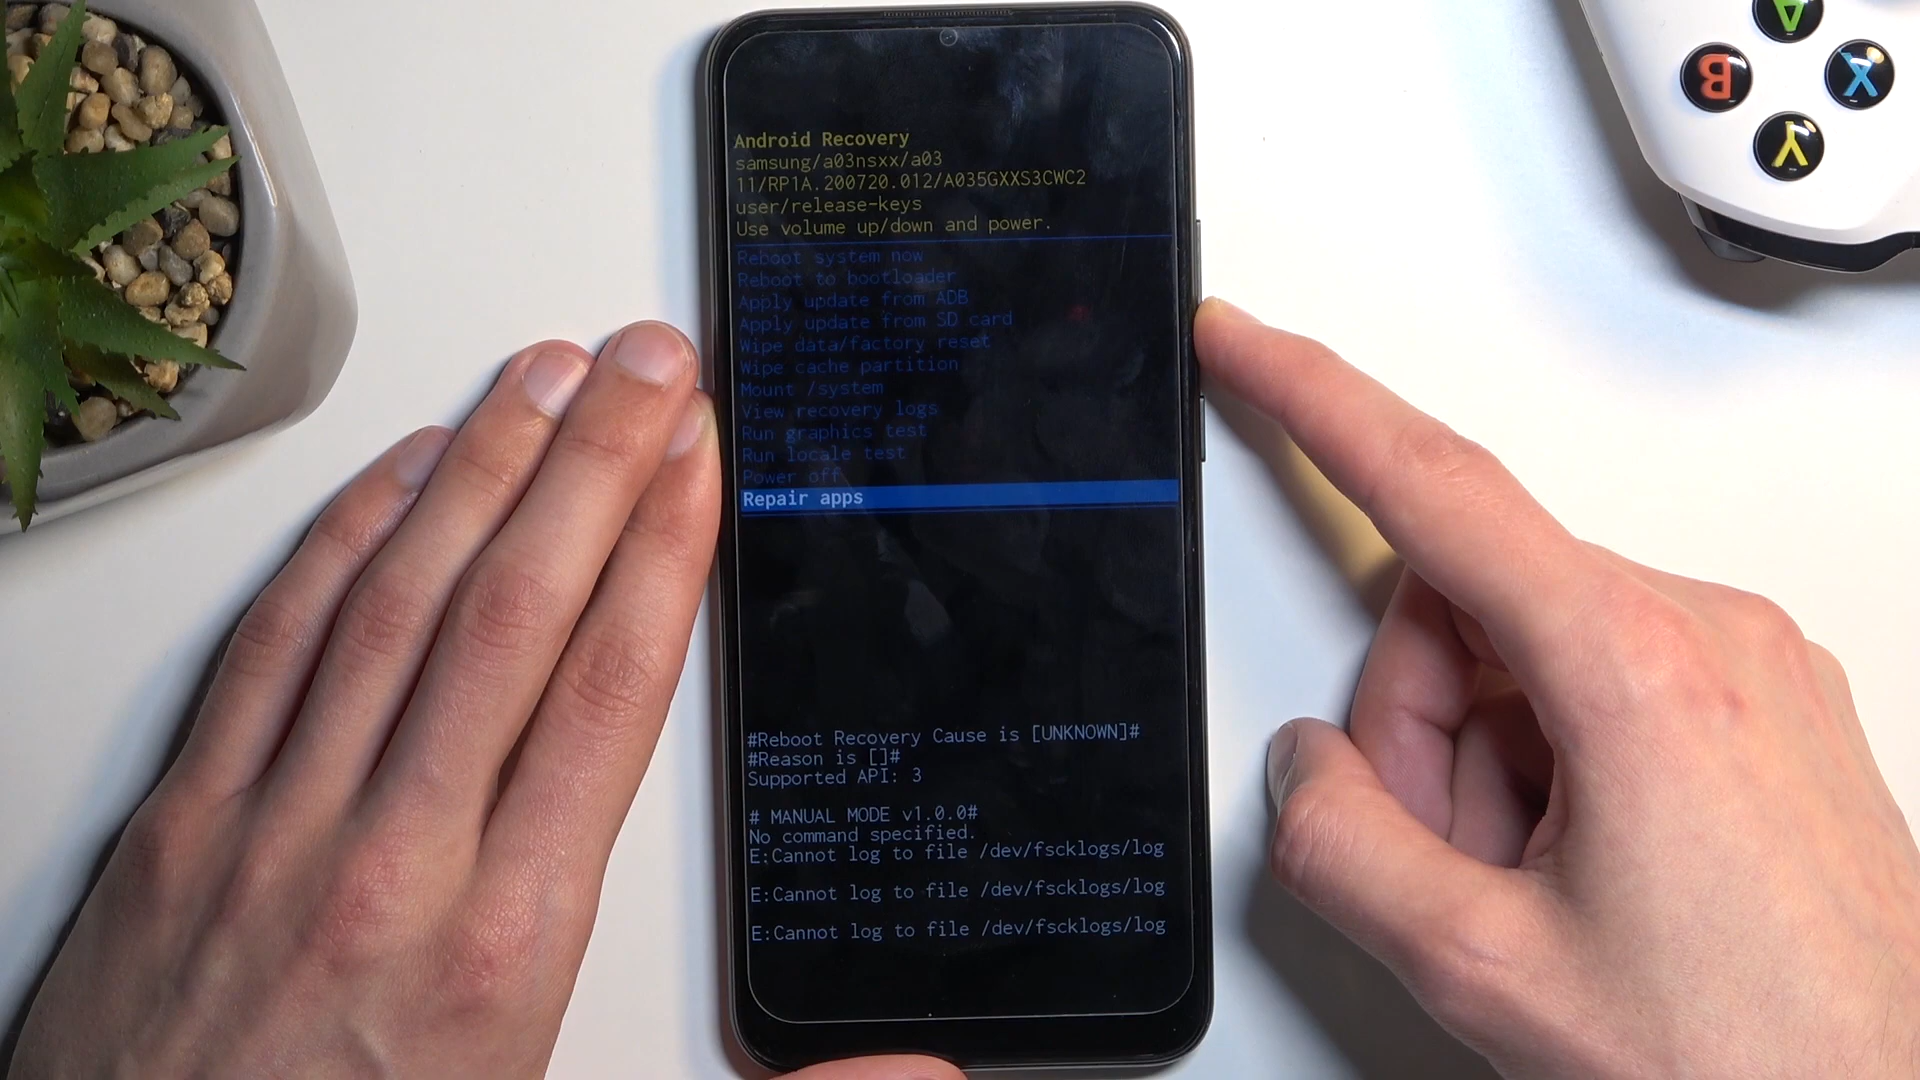 Android Recovery
samsung/a03nsxx/a03
11/RP1A.200720.012/A035GXXS3CWC2
user/release-keys
Use volume up/down and power.
Reboot system now
Reboot to bootloader
Apply update from ADB
Apply update from SD card
Wipe data/factory reset
Wipe cache partition
Mount /system
View recovery logs
Run graphics test
Run locale test
Power off
Repair apps
#Reboot Recovery Cause is [UNKNOWN]#
#Reason is []#
Supported API: 3
# MANUAL MODE v1.0.0#
No command specified.
E:Cannot log to file /dev/fscklogs/log
E:Cannot log to file /dev/fscklogs/log
E:Cannot log to file /dev/fscklogs/log
A
B
X
Y